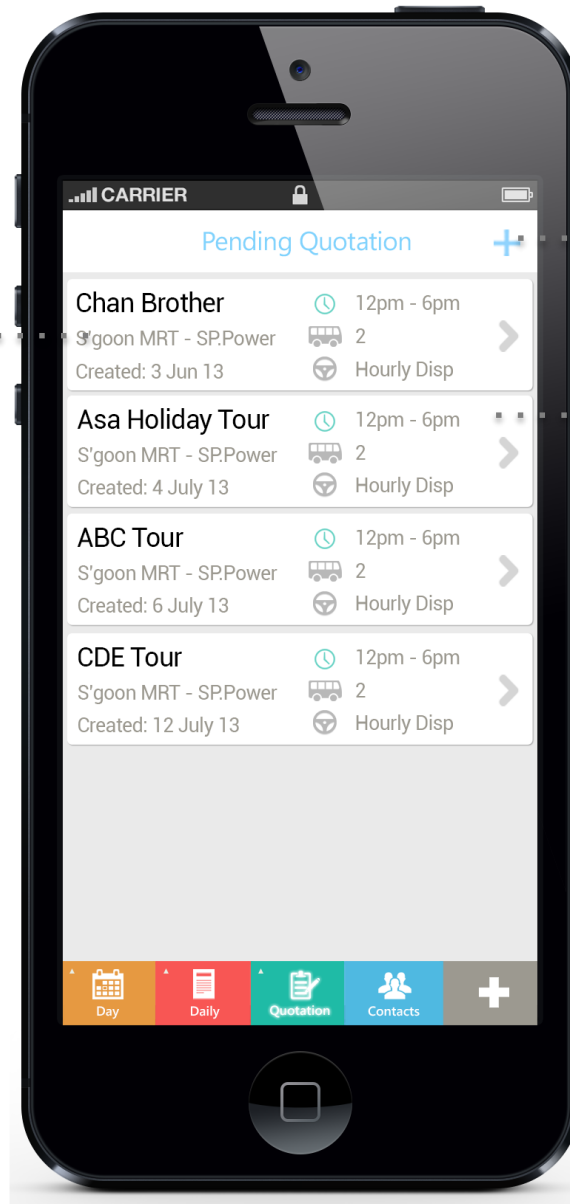 CARRIER
Pending Quotation
Chan Brother
12pm - 6pm
S'goon MRT - SP.Power
2
Created: 3 Jun 13
Hourly Disp
Asa Holiday Tour
12pm - 6pm
S'goon MRT - SP.Power
2
Created: 4 July 13
Hourly Disp
ABC Tour
12pm - 6pm
S'goon MRT - SP.Power
2
Created: 6 July 13
Hourly Disp
CDE Tour
12pm - 6pm
S'goon MRT - SP.Power
2
Created: 12 July 13
Hourly Disp
Day
Daily
Quotation
Contacts